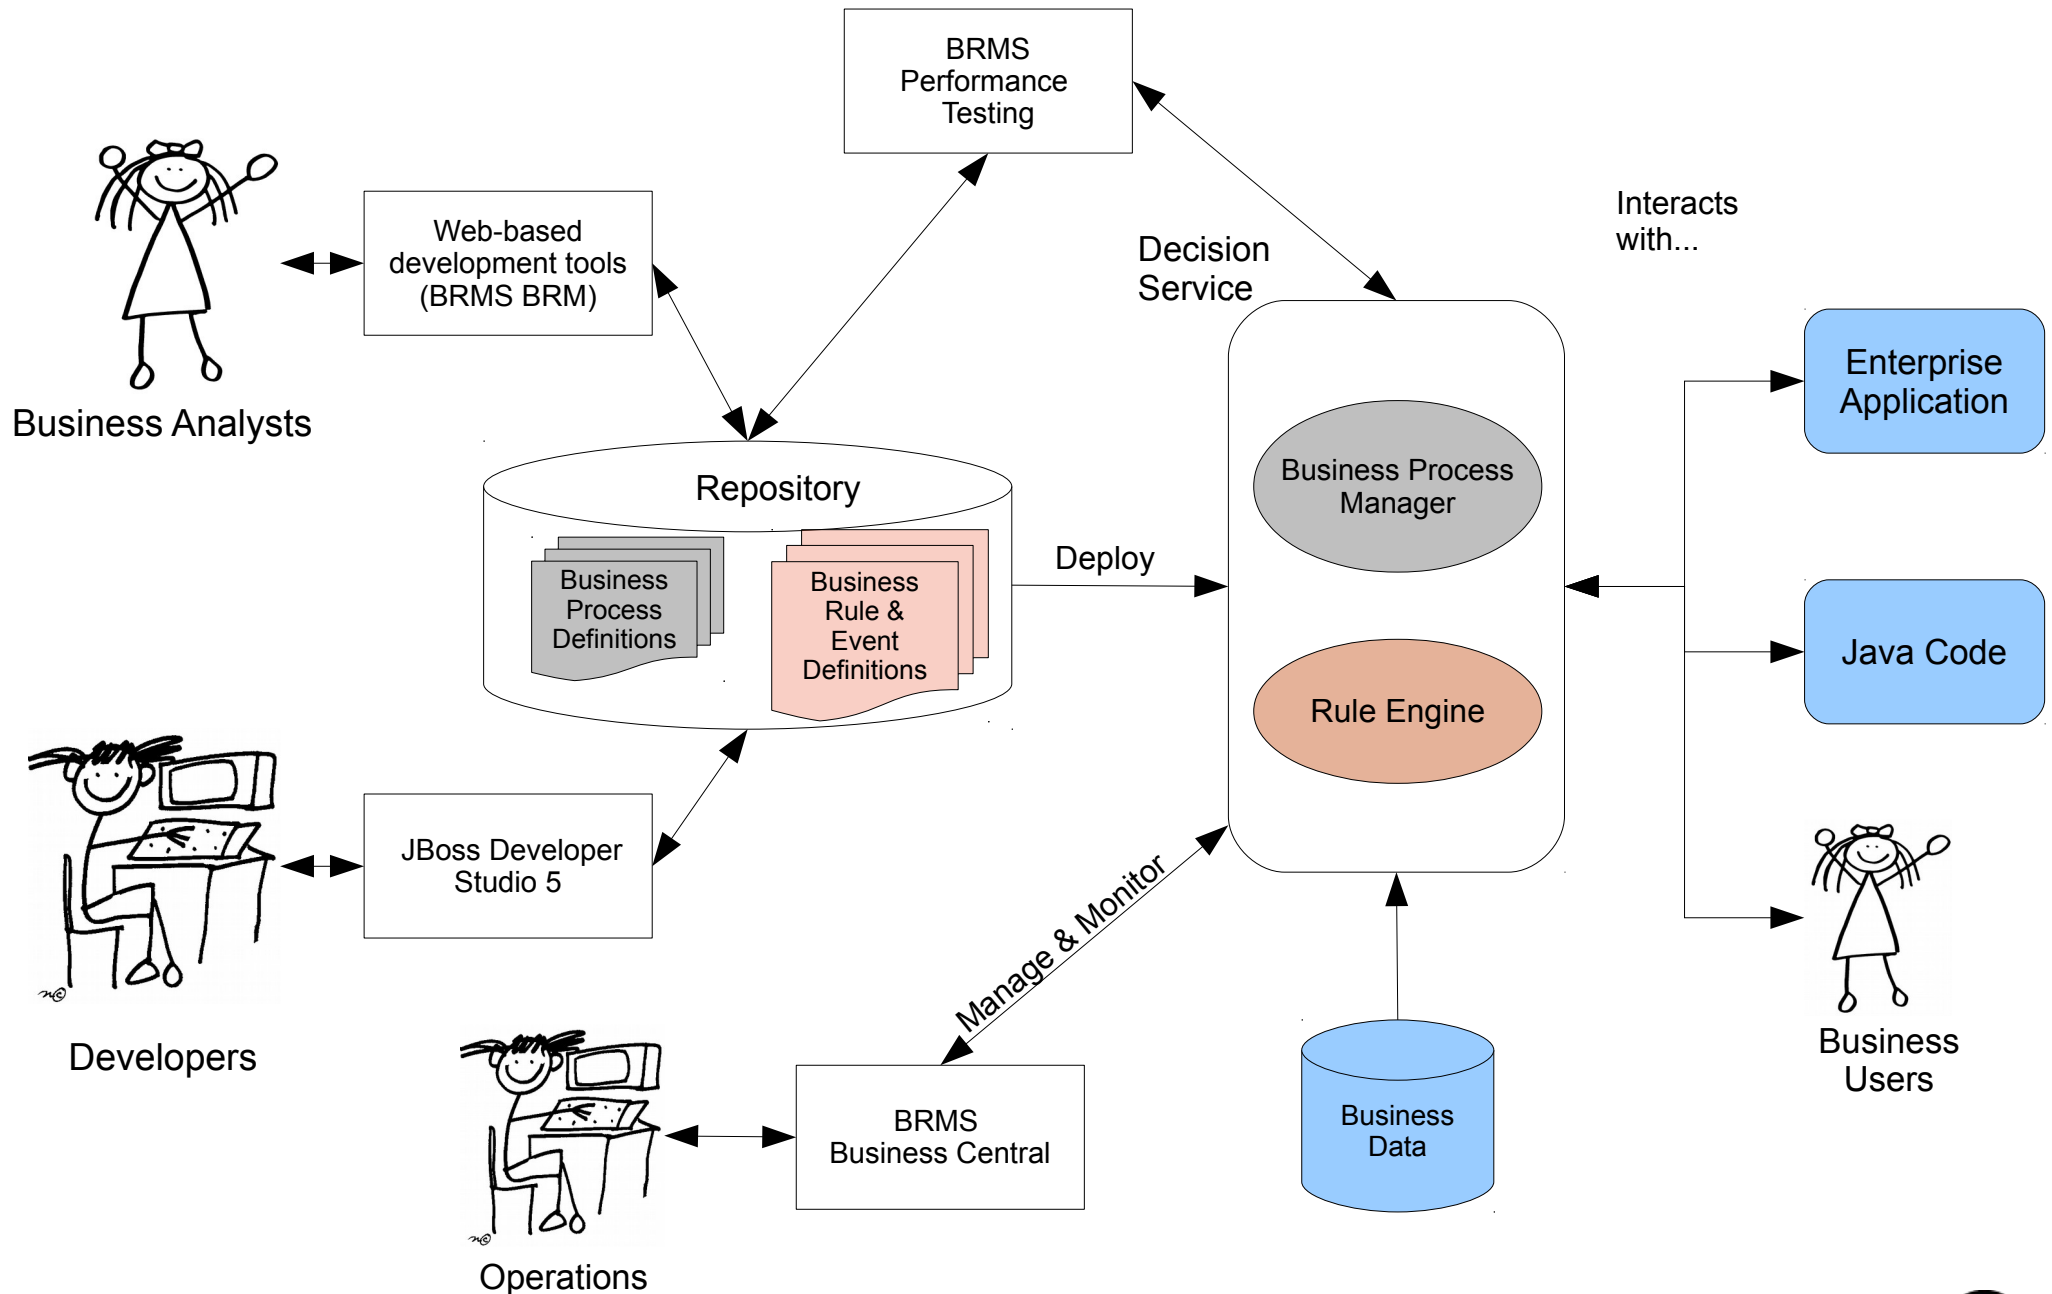 BRMS
Performance
Testing
Interacts
with...
Web-based
development tools
(BRMS BRM)
Decision
Service
Business Analysts
Enterprise
Application
Repository
Business Process
Manager
Deploy
Business
Process
Definitions
Business
Rule &
Event
Definitions
Java Code
Rule Engine
JBoss Developer
Studio 5
Manage & Monitor
Developers
Business
Users
BRMS
Business Central
Business
Data
Operations